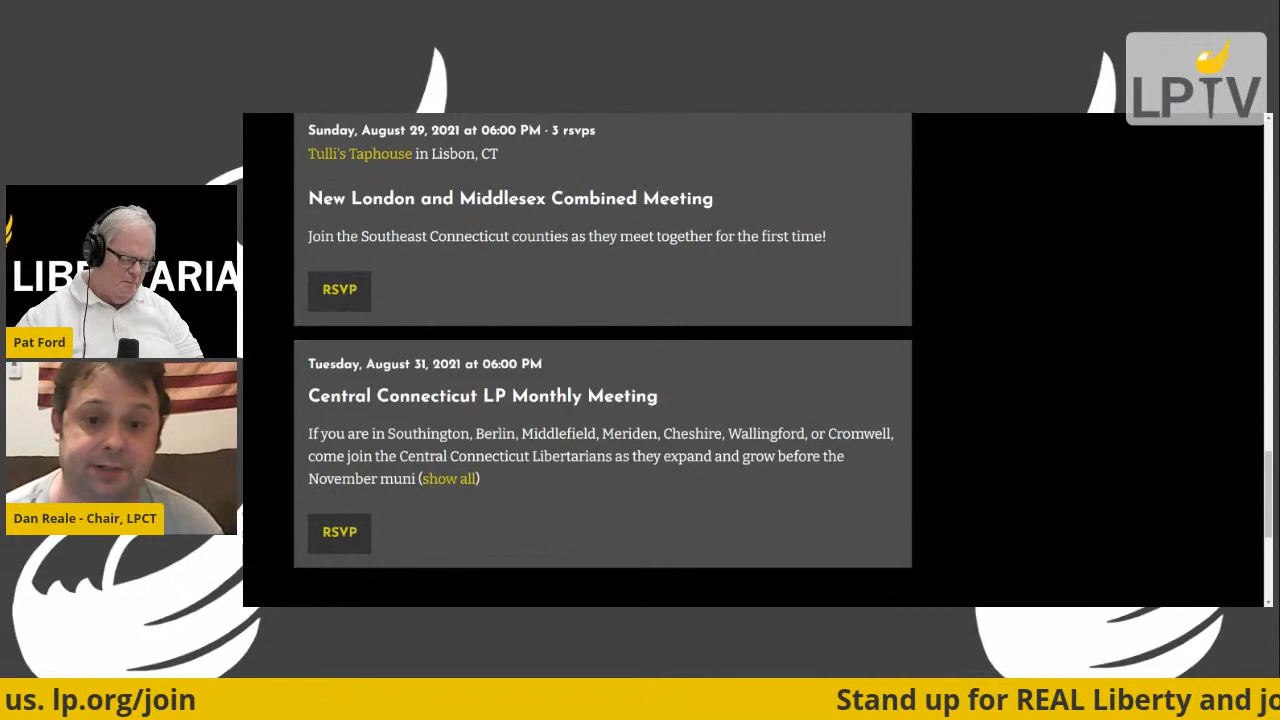 LPTV
Sunday, August 29, 2021 at 06:00 PM · 3 rsvps
Tulli's Taphouse in Lisbon, CT
New London and Middlesex Combined Meeting
Join the Southeast Connecticut counties as they meet together for the first time!
RSVP
LIB ARIA
Pat Ford
Tuesday, August 31, 2021 at 06:00 PM
Central Connecticut LP Monthly Meeting
If you are in Southington, Berlin, Middlefield, Meriden, Cheshire, Wallingford, or Cromwell,
come join the Central Connecticut Libertarians as they expand and grow before the
November muni (show all)
RSVP
Dan Reale - Chair, LPCT
us. lp.org/join
Stand up for REAL Liberty and jo